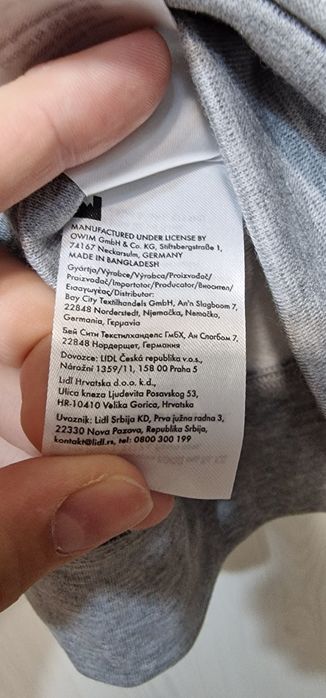 MANUFACTURED UNDER LICENSE BY
OWIM GmbH & Co. KG, Stiftsbergstraße 1,
74167 Neckarsulm, GERMANY
MADE IN BANGLADESH
Gyártja/Výrobce/Výrobca/Proizvođač/
Proizvođač/Importator/Producator/Вносител/
Εισαγωγέας/Distributor:
Bay City Textilhandels GmbH, An'n Slagboom 7,
22848 Norderstedt, Njemačka, Nemačka,
Germania, Γερμανία
Бей Сити Текстилханделс ГмбХ, Ан Слогбом 7,
22848 Нордерщет, Германия
Dovozce: LIDL Česká republika v.o.s.,
Nárožní 1359/11, 158 00 Praha 5
Lidl Hrvatska d.o.o. k.d.,
Ulica kneza Ljudevita Posavskog 53,
HR-10410 Velika Gorica, Hrvatska
Uvoznik: Lidl Srbija KD, Prva južna radna 3,
22330 Nova Pazova, Republika Srbija,
kontakt@lidl.rs, tel: 0800 300 199